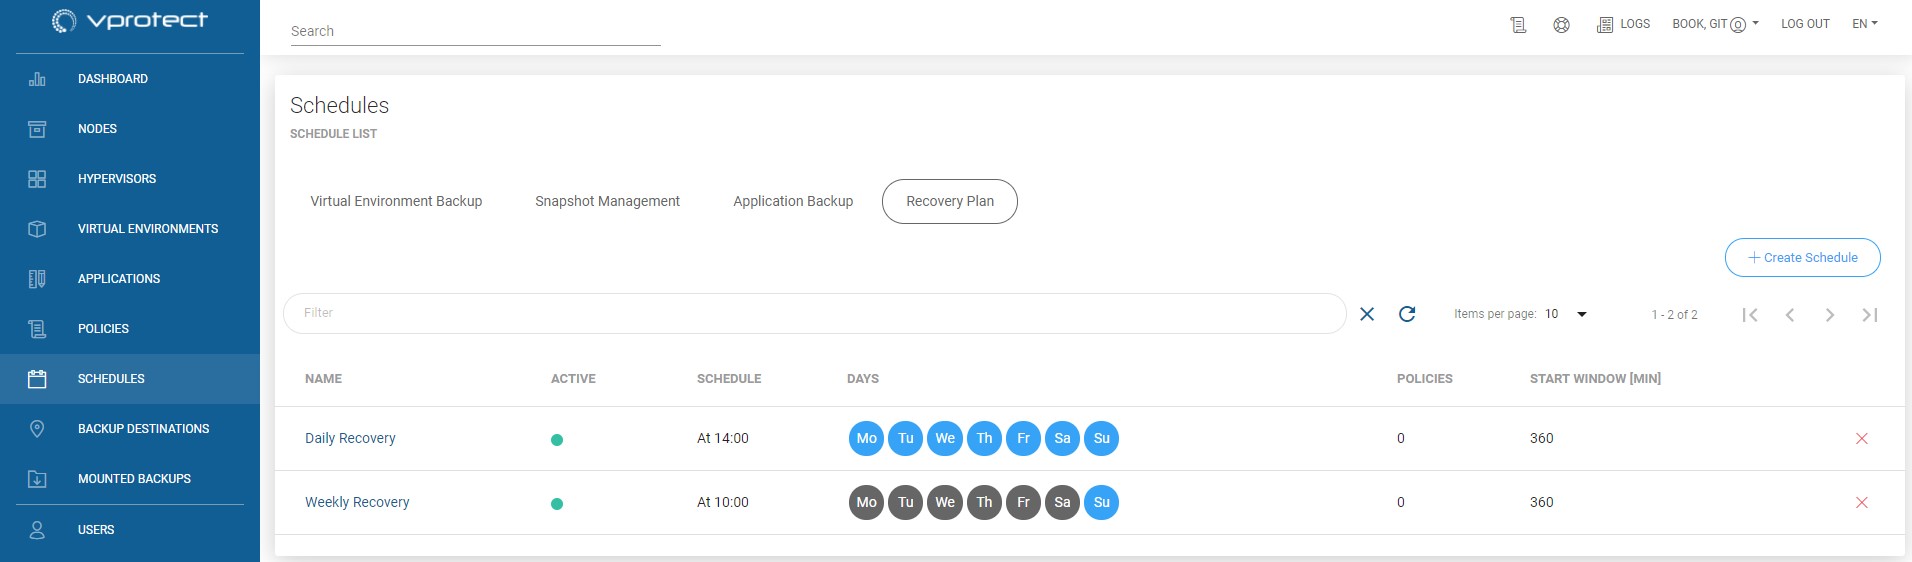 vprotect
DASHBOARD
NODES
HYPERVISORS
VIRTUAL ENVIRONMENTS
APPLICATIONS
POLICIES
SCHEDULES
BACKUP DESTINATIONS
MOUNTED BACKUPS
USERS
Search
LOGS BOOK, GIT LOG OUT EN
Schedules
SCHEDULE LIST
Virtual Environment Backup Snapshot Management Application Backup Recovery Plan
+ Create Schedule
Filter Items per page: 10 1 - 2 of 2
NAME ACTIVE SCHEDULE DAYS POLICIES START WINDOW [MIN]
Daily Recovery At 14:00 Mo Tu We Th Fr Sa Su 0 360
Weekly Recovery At 10:00 Mo Tu We Th Fr Sa Su 0 360